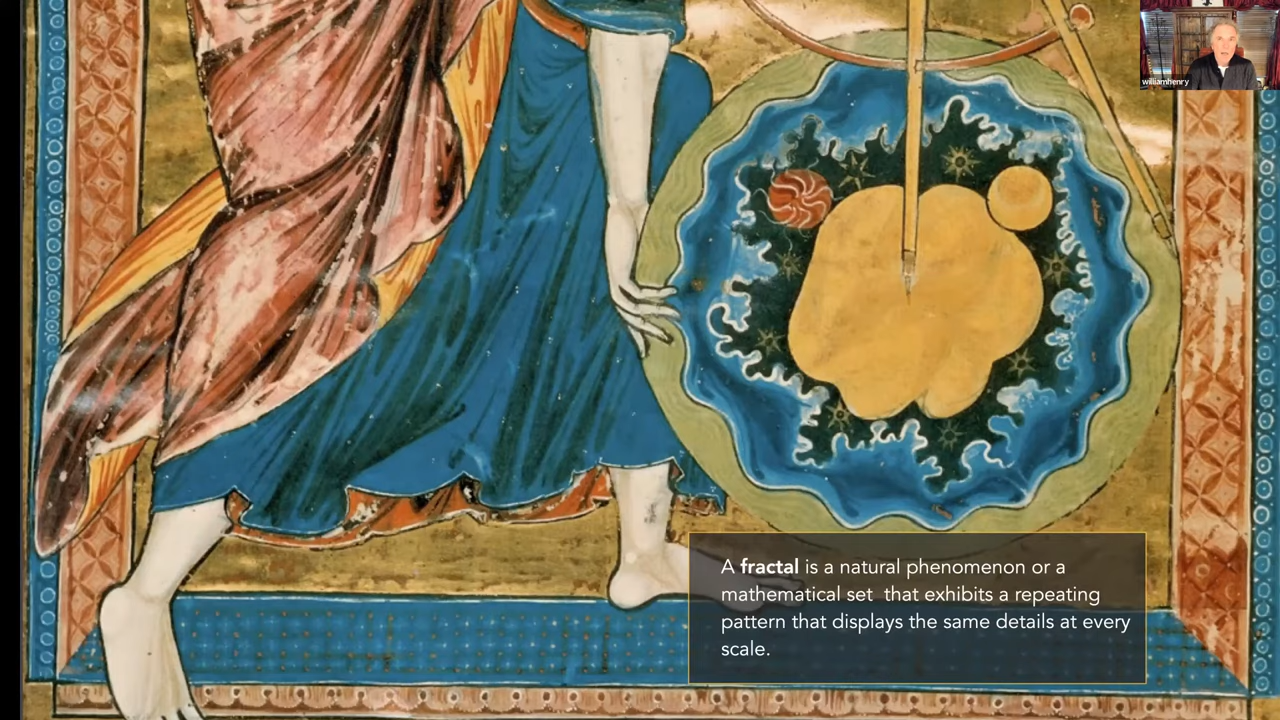 williamhenry
A fractal is a natural phenomenon or a
mathematical set that exhibits a repeating
pattern that displays the same details at every
scale.